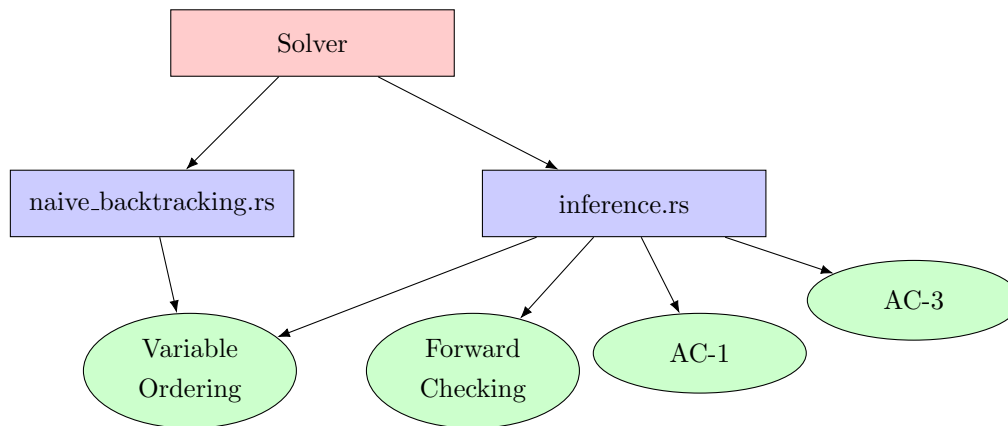 Solver
naive_backtracking.rs
inference.rs
Variable
Ordering
Forward
Checking
AC-1
AC-3